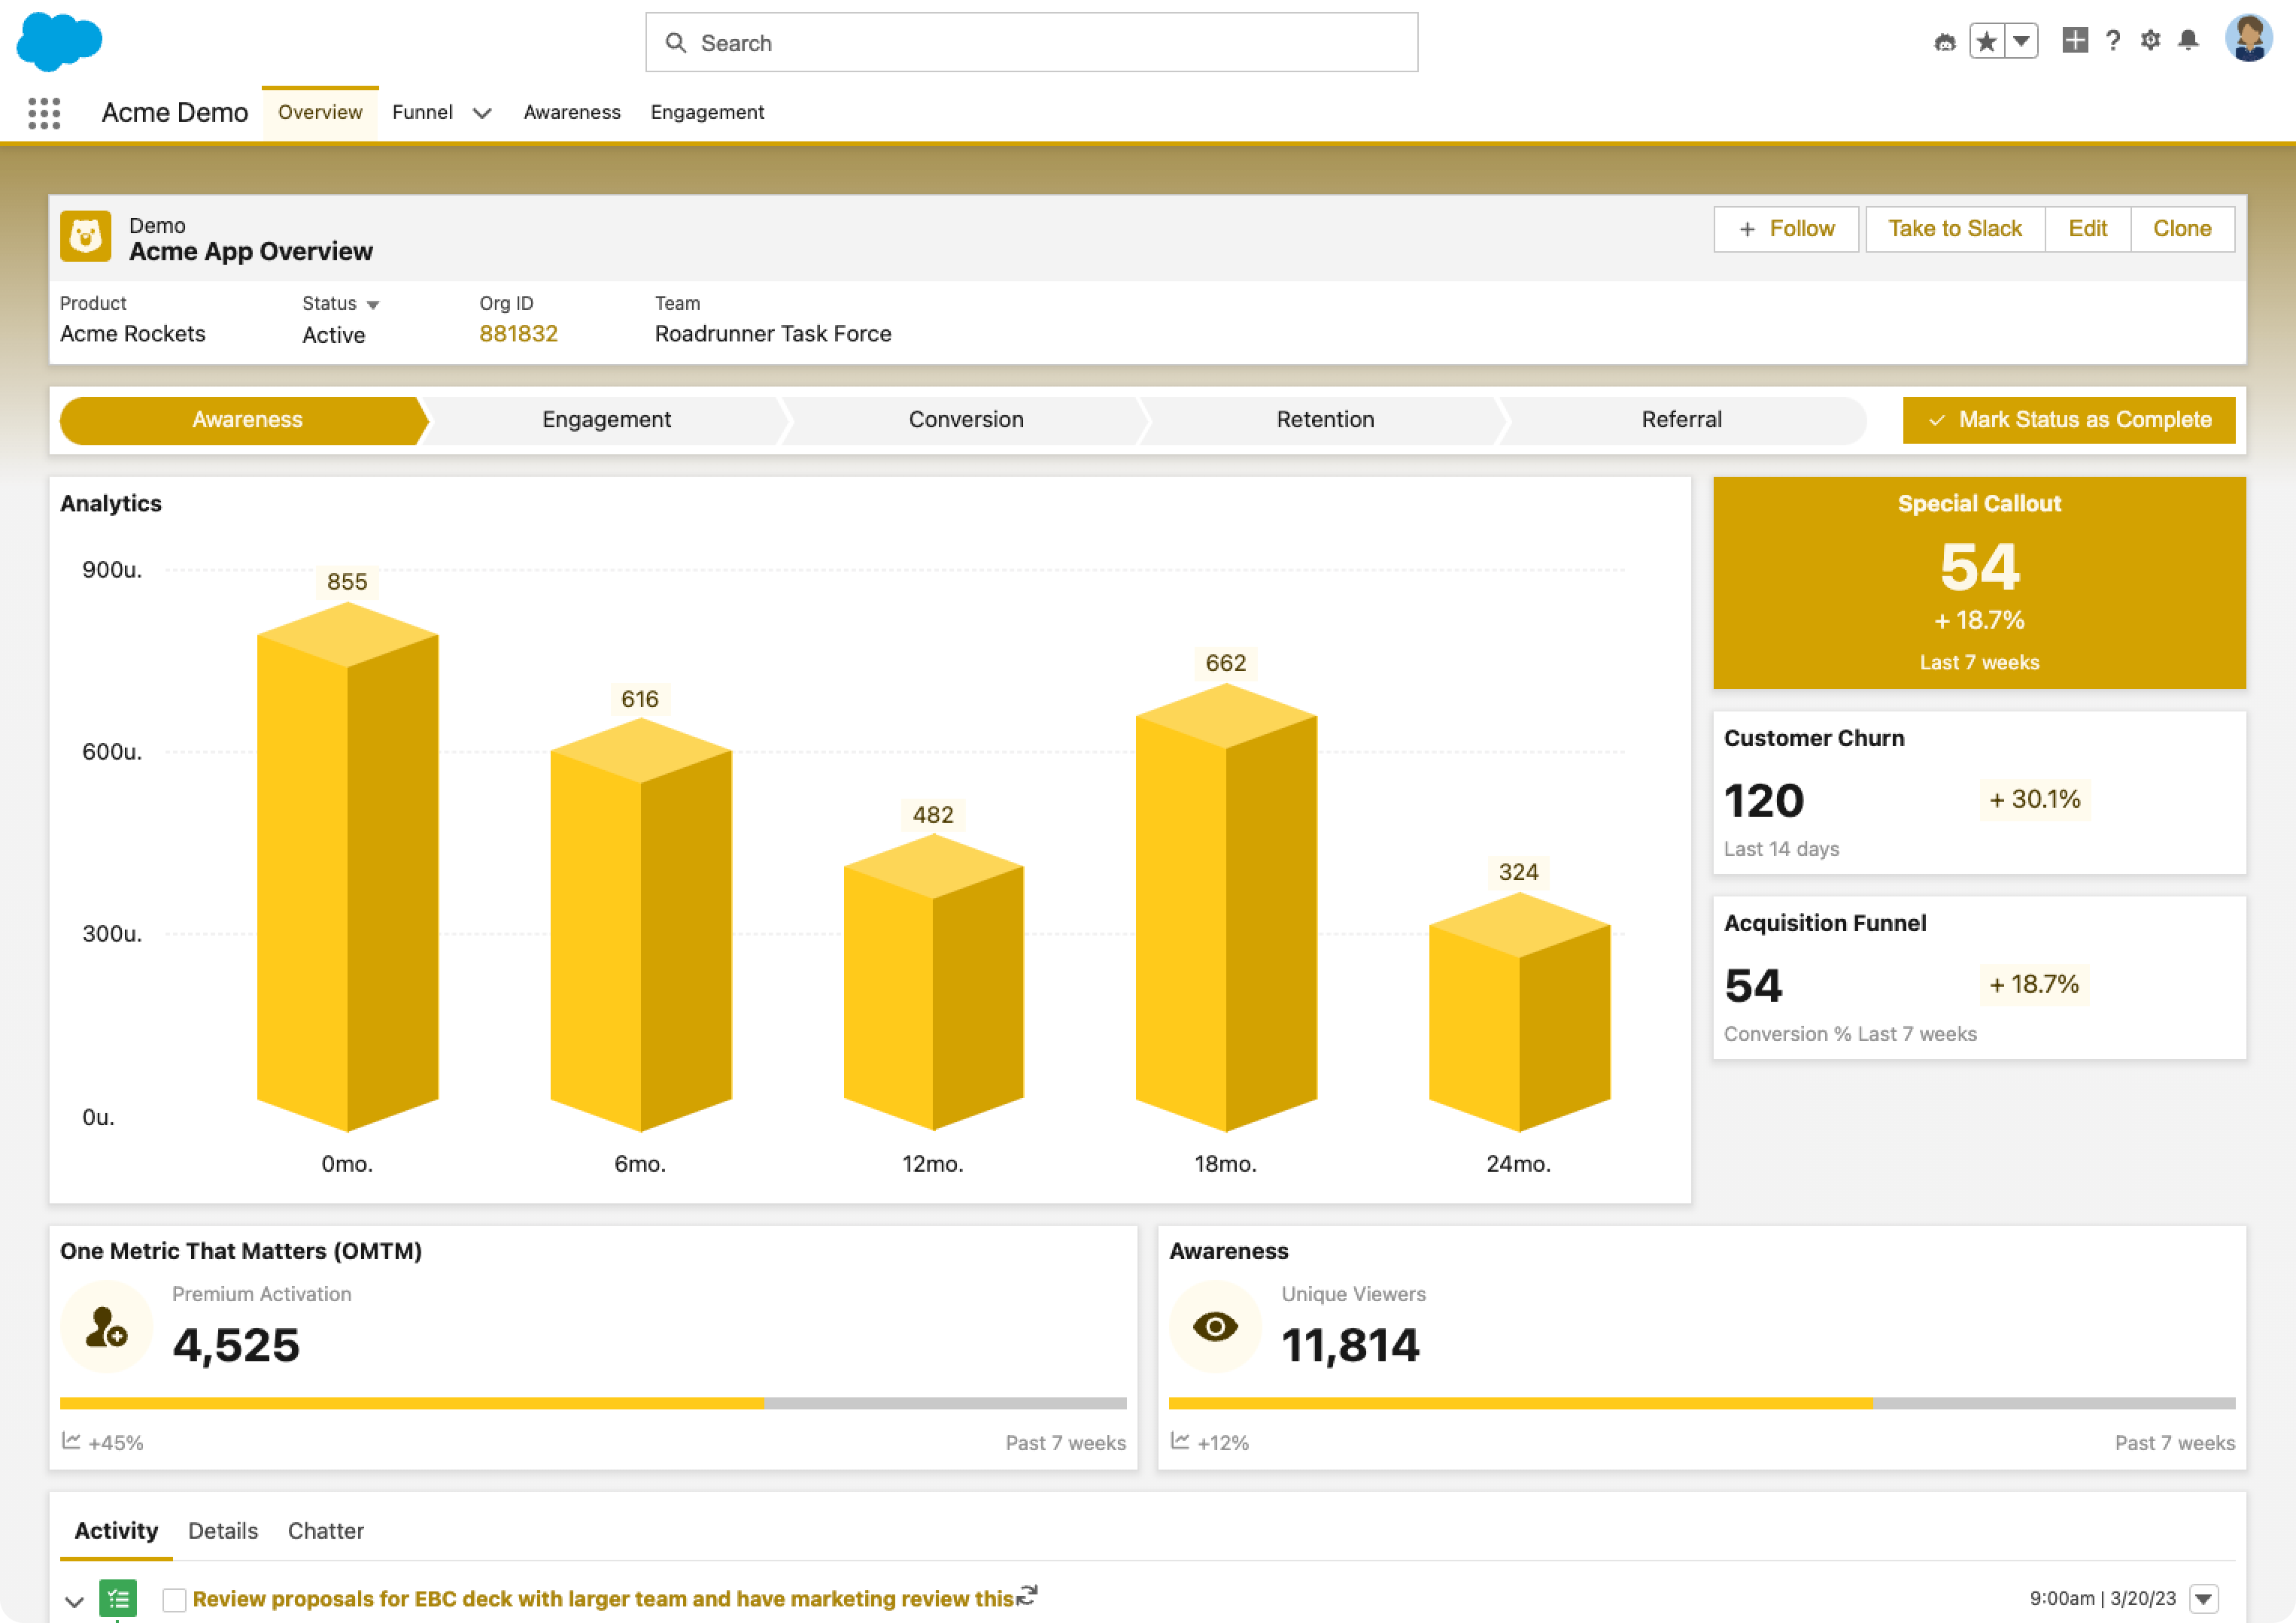 Search
Acme Demo
Overview
Funnel
Awareness
Engagement
Demo
Acme App Overview
+ Follow
Take to Slack
Edit
Clone
Product
Acme Rockets
Status
Active
Org ID
881832
Team
Roadrunner Task Force
Awareness
Engagement
Conversion
Retention
Referral
Mark Status as Complete
Analytics
900u.
600u.
300u.
0u.
855
616
482
662
324
0mo.
6mo.
12mo.
18mo.
24mo.
Special Callout
54
+ 18.7%
Last 7 weeks
Customer Churn
120
+ 30.1%
Last 14 days
Acquisition Funnel
54
+ 18.7%
Conversion % Last 7 weeks
One Metric That Matters (OMTM)
Premium Activation
4,525
+45%
Past 7 weeks
Awareness
Unique Viewers
11,814
+12%
Past 7 weeks
Activity
Details
Chatter
Review proposals for EBC deck with larger team and have marketing review this
9:00am | 3/20/23